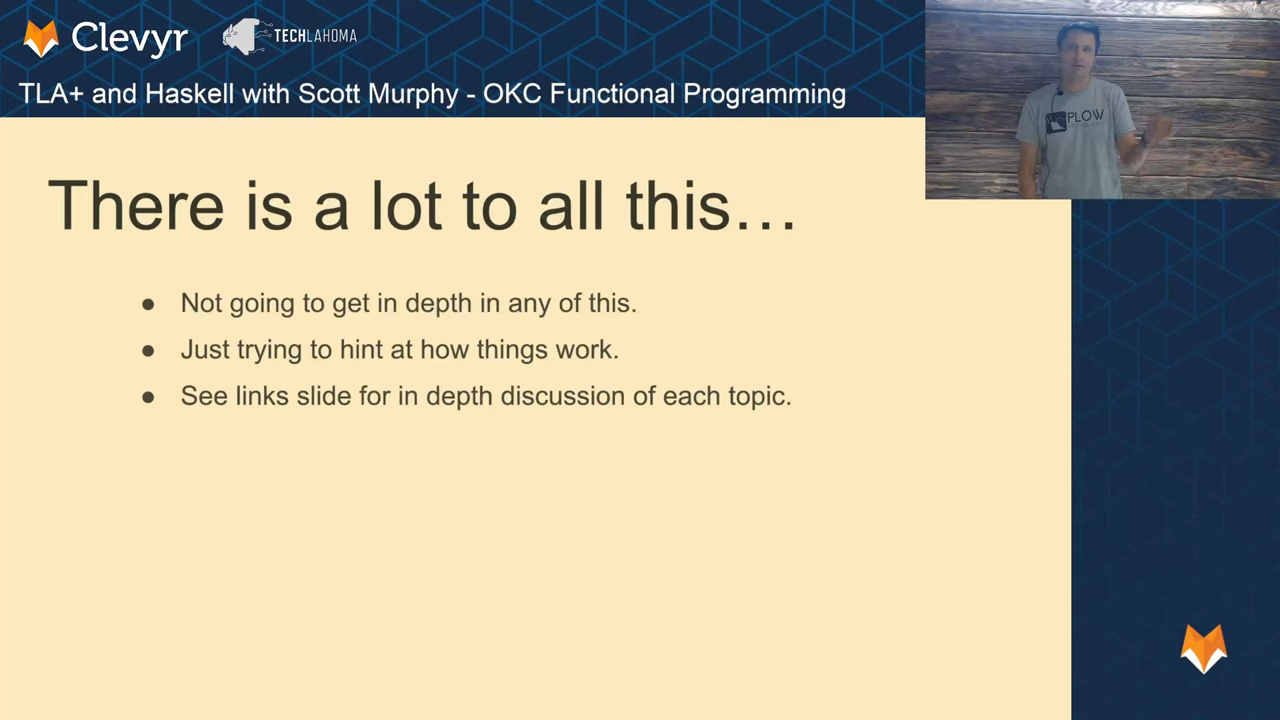 Clevyr
TECHLAHOMA
TLA+ and Haskell with Scott Murphy - OKC Functional Programming
PLOW
There is a lot to all this…
● Not going to get in depth in any of this.
● Just trying to hint at how things work.
● See links slide for in depth discussion of each topic.